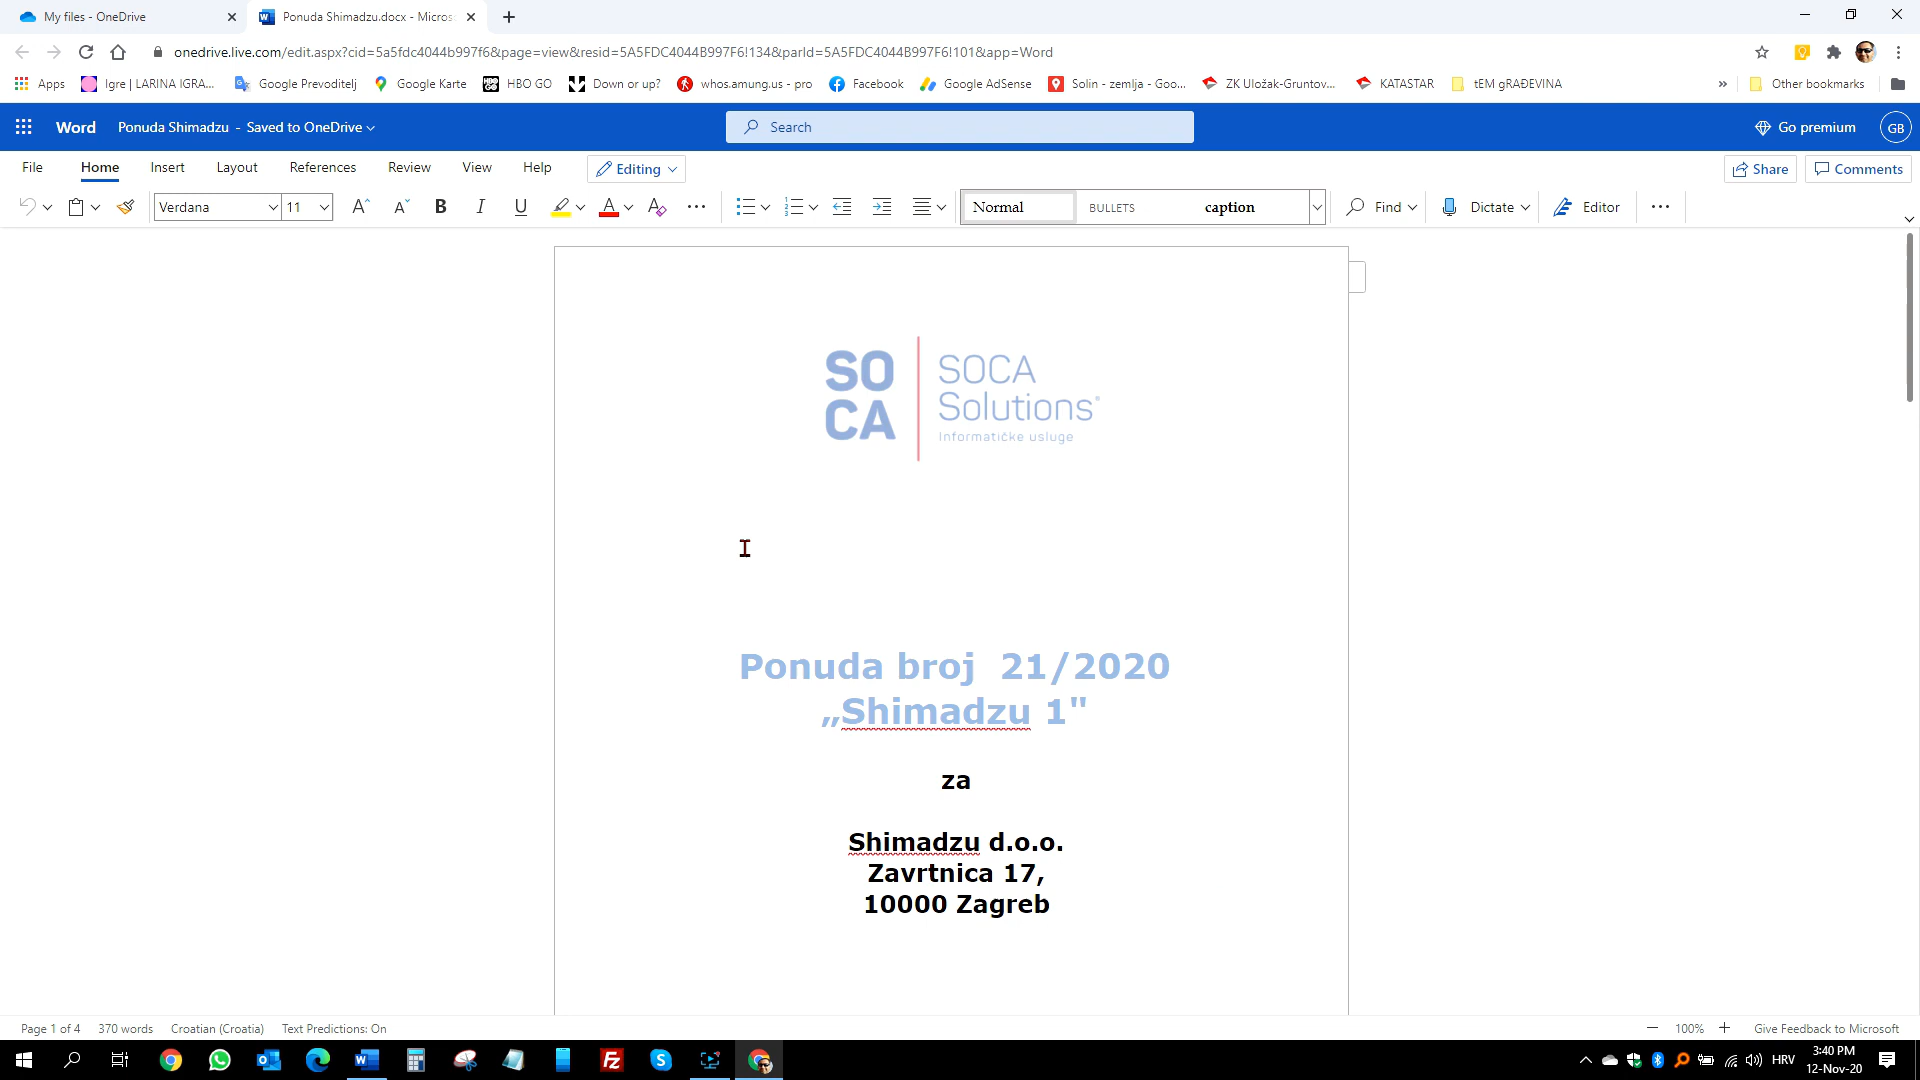 My files - OneDrive
Ponuda Shimadzu.docx - Micros
onedrive.live.com/edit.aspx?cid=5a5fdc4044b997f6&page=view&resid=5A5FDC4044B997F6!134&parId=5A5FDC4044B997F6!101&app=Word
Apps Igre | LARINA IGRA... Google Prevoditelj Google Karte HBO GO Down or up? whos.amung.us - pro Facebook Google AdSense Solin - zemlja - Goo... ZK Uložak-Gruntov... KATASTAR tEM gRAĐEVINA » Other bookmarks
Word Ponuda Shimadzu - Saved to OneDrive Search Go premium GB
File Home Insert Layout References Review View Help Editing Share Comments
Verdana 11 A A B I U A A Normal BULLETS caption Find Dictate Editor
SO
CA
SOCA
Solutions
Informatičke usluge
Ponuda broj 21/2020
„Shimadzu 1"
za
Shimadzu d.o.o.
Zavrtnica 17,
10000 Zagreb
Page 1 of 4 370 words Croatian (Croatia) Text Predictions: On 100% Give Feedback to Microsoft
HRV 3:40 PM
12-Nov-20